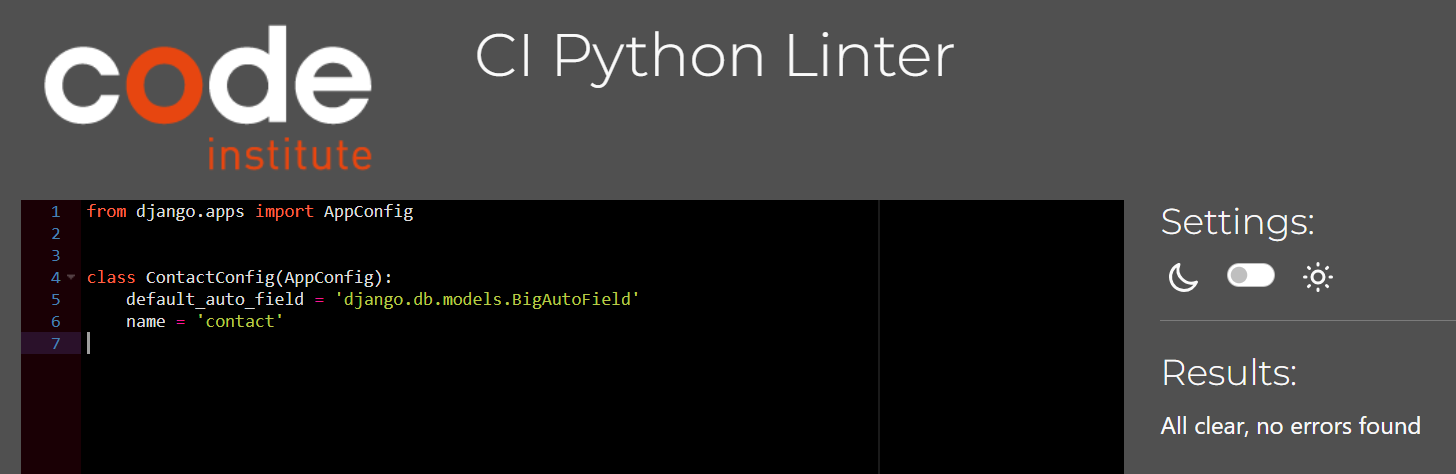 code
institute
CI Python Linter
1 from django.apps import AppConfig
2
3
4 class ContactConfig(AppConfig):
5     default_auto_field = 'django.db.models.BigAutoField'
6     name = 'contact'
7
Settings:
Results:
All clear, no errors found